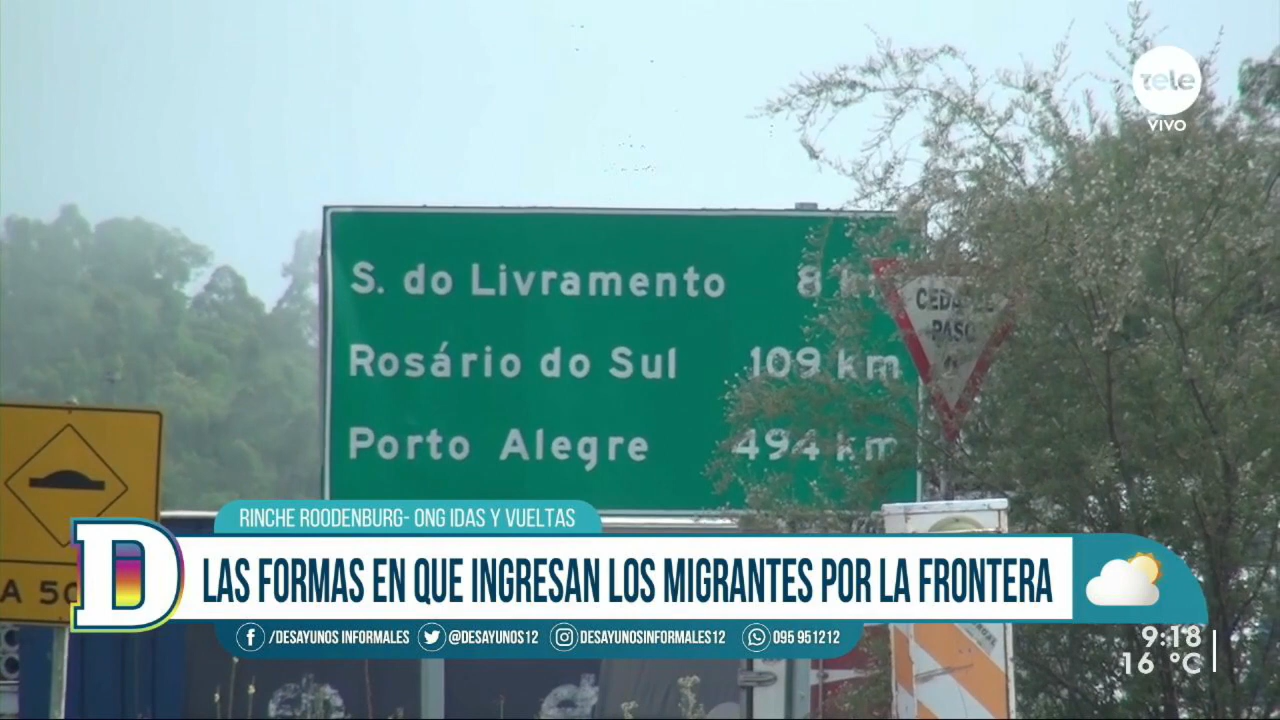 tele
VIVO
S. do Livramento 8 km
Rosário do Sul 109 km
Porto Alegre 494 km
CEDA EL
PASO
A 50
RINCHE ROODENBURG- ONG IDAS Y VUELTAS
D
LAS FORMAS EN QUE INGRESAN LOS MIGRANTES POR LA FRONTERA
/DESAYUNOS INFORMALES @DESAYUNOS12 DESAYUNOSINFORMALES12 095 951212
9:18
16 °C